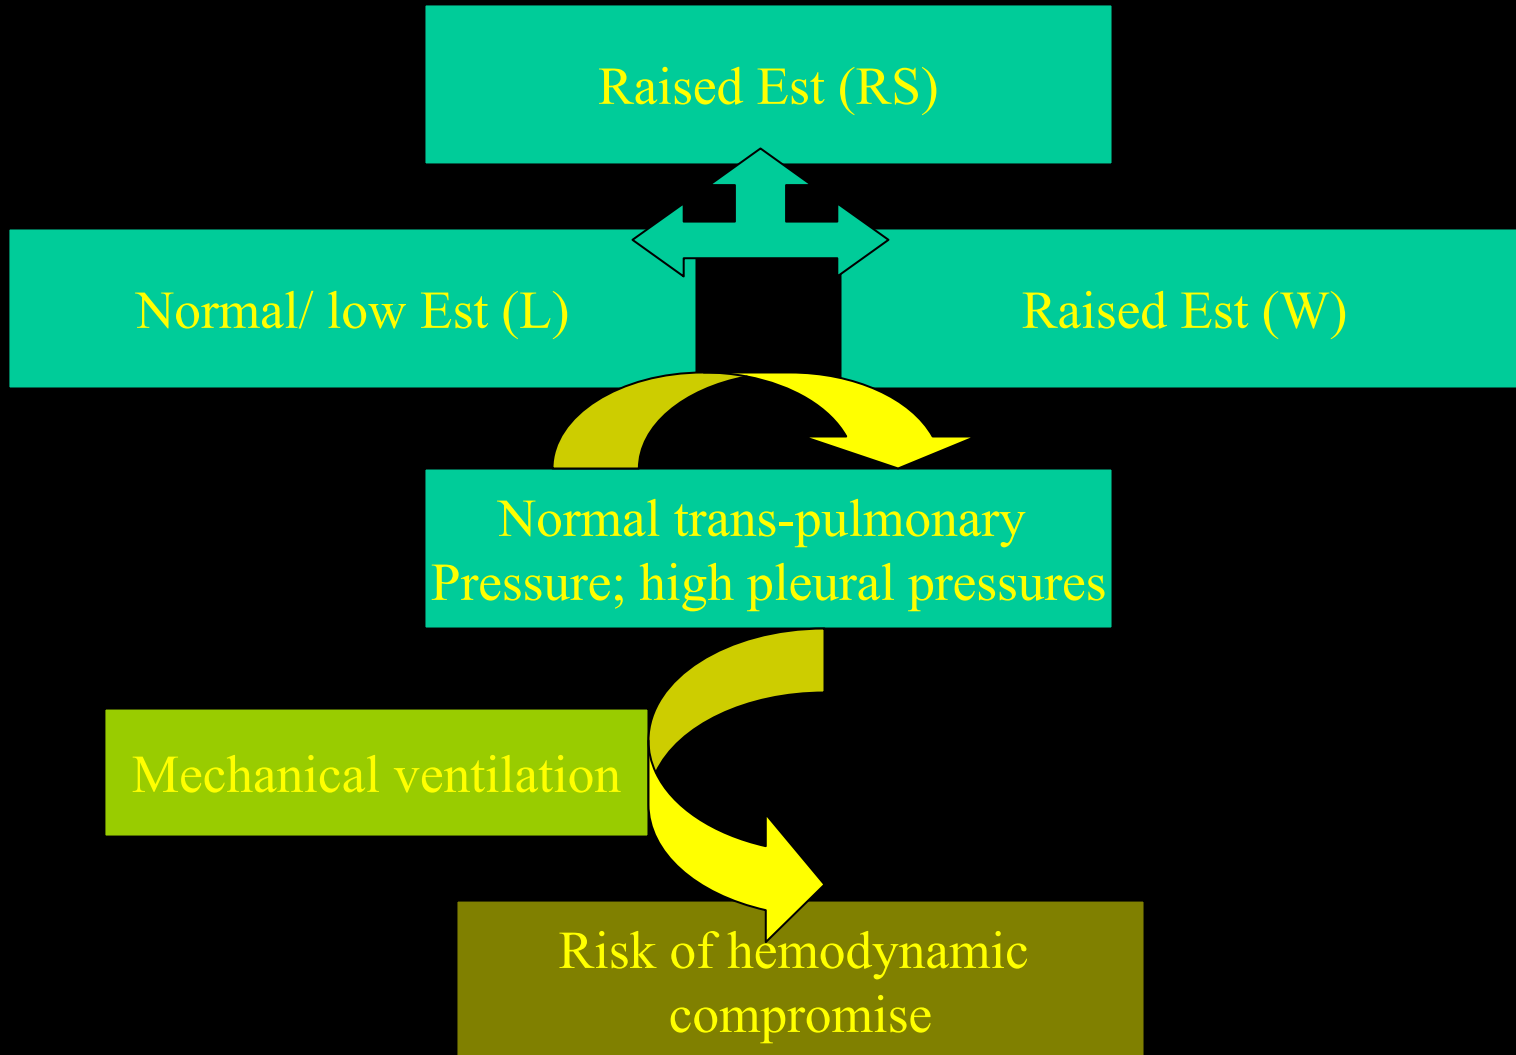 Raised Est (RS)
Normal/ low Est (L)
Raised Est (W)
Normal trans-pulmonary
Pressure; high pleural pressures
Mechanical ventilation
Risk of hemodynamic
compromise